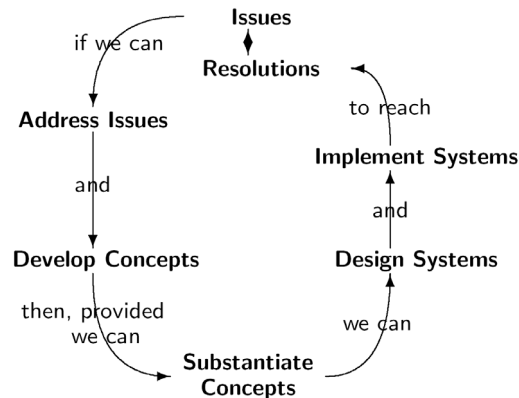 Issues
if we can
Resolutions
to reach
Address Issues
Implement Systems
and
and
Develop Concepts
Design Systems
then, provided
we can
we can
Substantiate
Concepts